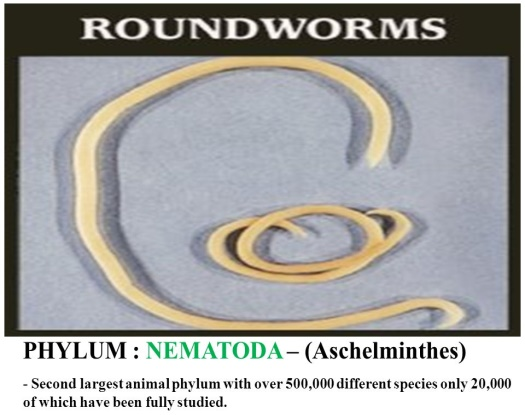 ROUNDWORMS
PHYLUM : NEMATODA – (Aschelminthes)
- Second largest animal phylum with over 500,000 different species only 20,000
of which have been fully studied.